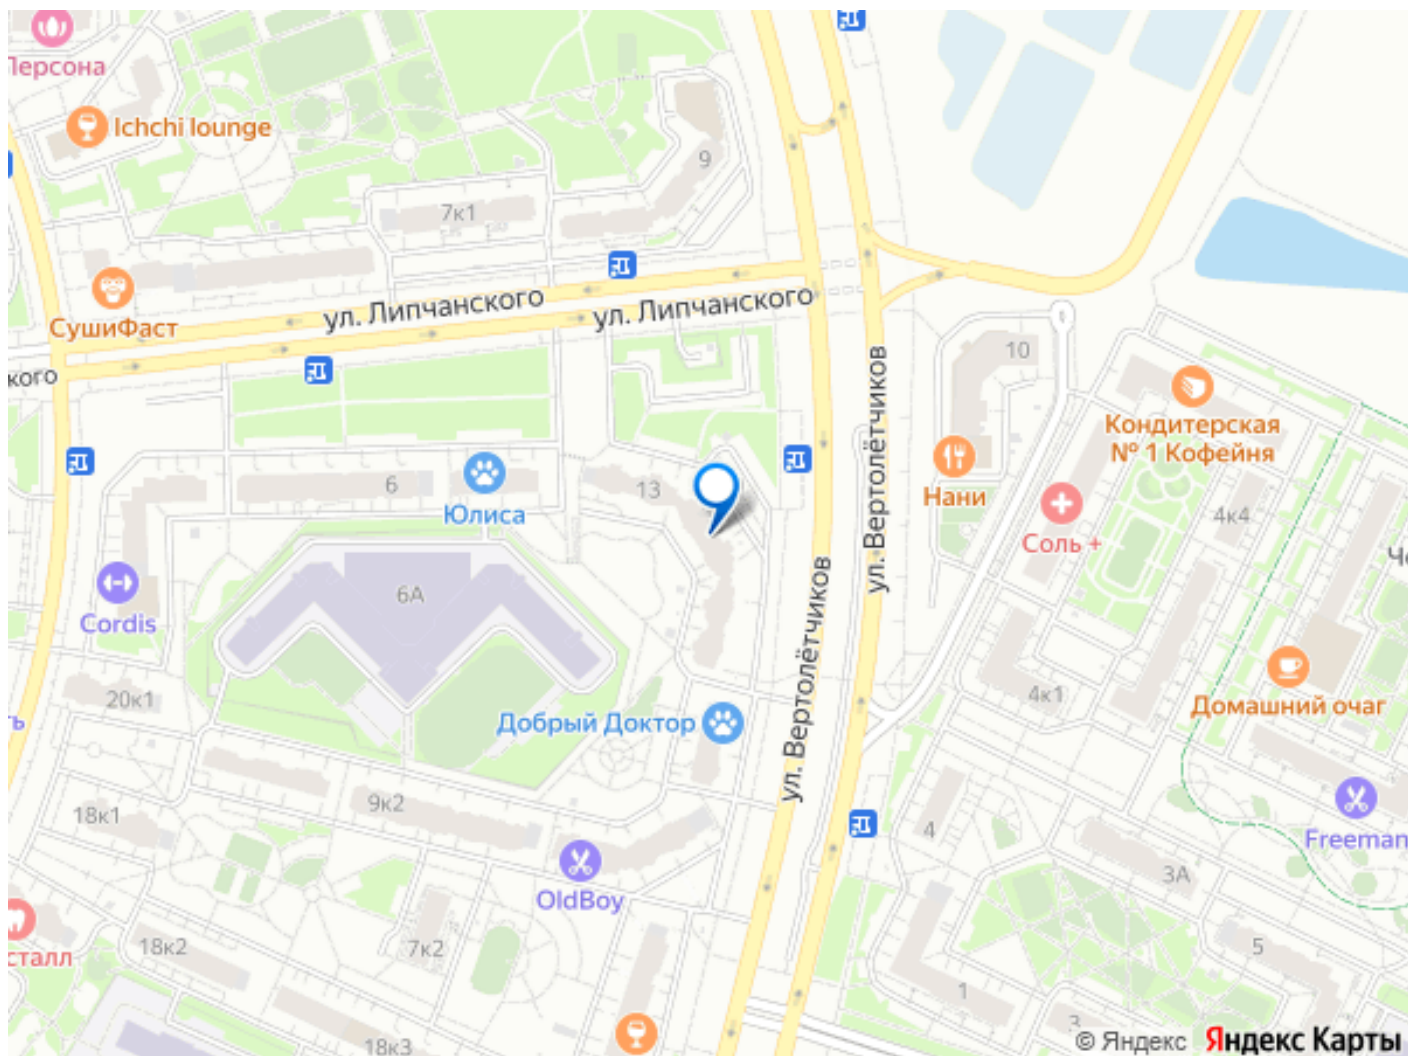 Персона
Ichchi lounge
9
7к1
ул. Липчанского
ул. Липчанского
СушиФаст
кого
10
ул. Вертолётчиков
Кондитерская
№ 1 Кофейня
6
13
Юлиса
Нани
Соль +
4к4
6А
Cordis
ул. Вертолётчиков
20к1
4к1
Добрый Доктор
Домашний очаг
9к2
18к1
4
Freeman
3А
OldBoy
18к2
7к2
5
сталл
1
3
18к3
© Яндекс Яндекс Карты